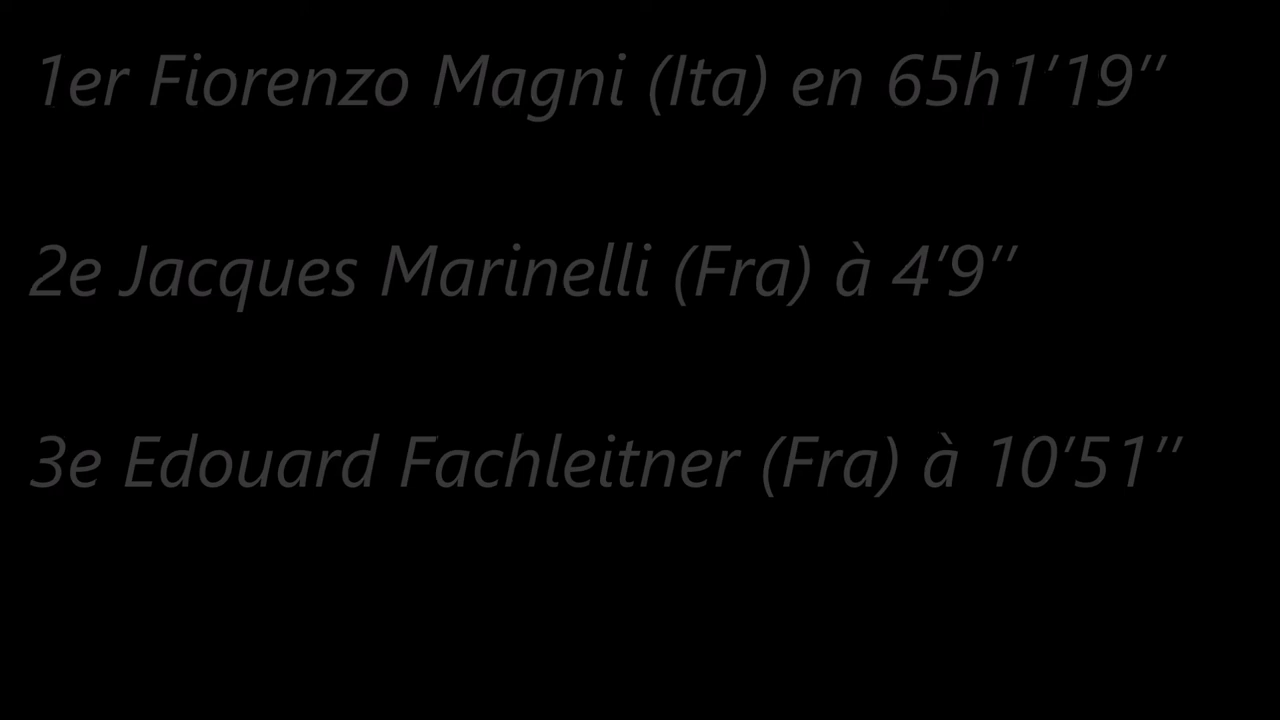 1er Fiorenzo Magni (Ita) en 65h1’19’’
2e Jacques Marinelli (Fra) à 4’9’’
3e Edouard Fachleitner (Fra) à 10’51’’